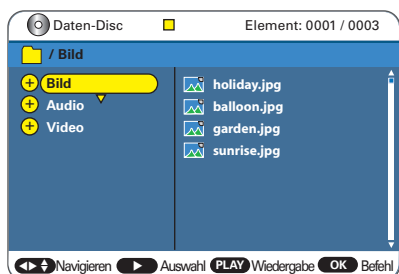 Daten-Disc Element: 0001 / 0003
/ Bild
+ Bild
+ Audio
+ Video
holiday.jpg
balloon.jpg
garden.jpg
sunrise.jpg
Navigieren Auswahl PLAY Wiedergabe OK Befehl